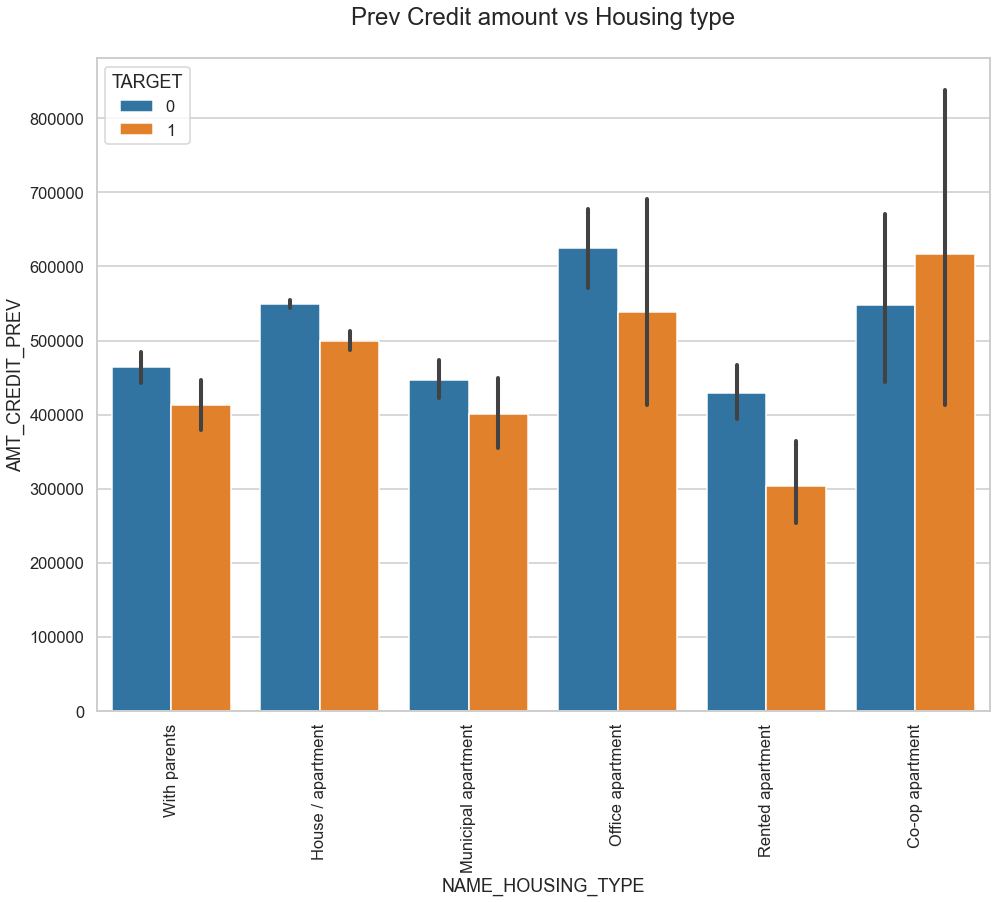 Prev Credit amount vs Housing type
TARGET
0
1
AMT_CREDIT_PREV
800000
700000
600000
500000
400000
300000
200000
100000
0
With parents
House / apartment
Municipal apartment
Office apartment
Rented apartment
Co-op apartment
NAME_HOUSING_TYPE